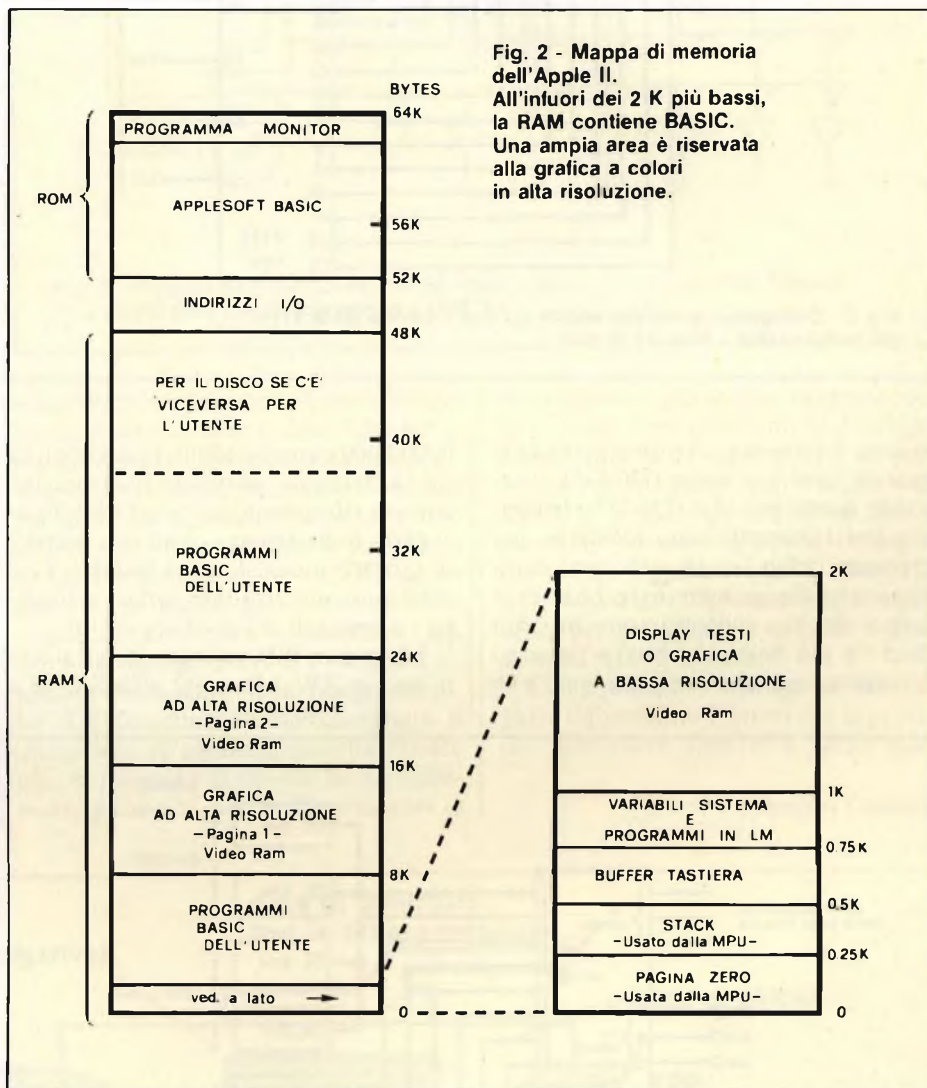 Fig. 2 - Mappa di memoria
dell'Apple II.
All'infuori dei 2 K più bassi,
la RAM contiene BASIC.
Una ampia area è riservata
alla grafica a colori
in alta risoluzione.
BYTES
64K
PROGRAMMA MONITOR
ROM
APPLESOFT BASIC
56K
52K
INDIRIZZI I/O
48K
PER IL DISCO SE C'E'
VICEVERSA PER
L'UTENTE
40K
PROGRAMMI
BASIC
DELL'UTENTE
32K
24K
RAM
GRAFICA
AD ALTA RISOLUZIONE
-Pagina 2-
Video Ram
16K
GRAFICA
AD ALTA RISOLUZIONE
-Pagina 1-
Video Ram
8K
PROGRAMMI
BASIC
DELL'UTENTE
ved. a lato →
0
2K
DISPLAY TESTI
O GRAFICA
A BASSA RISOLUZIONE
Video Ram
1K
VARIABILI SISTEMA
E
PROGRAMMI IN LM
0.75K
BUFFER TASTIERA
0.5K
STACK
-Usato dalla MPU-
0.25K
PAGINA ZERO
-Usata dalla MPU-
0